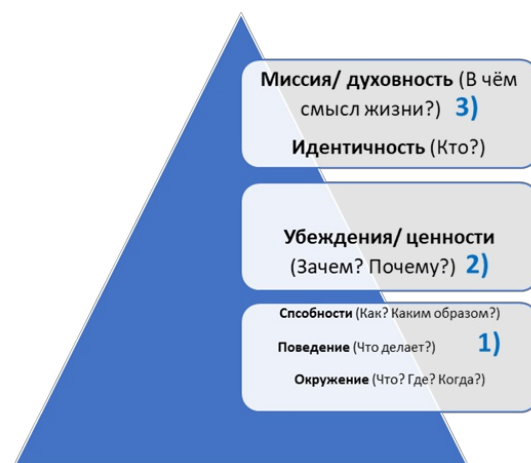 Миссия/ духовность (В чём
смысл жизни?) 3)
Идентичность (Кто?)
Убеждения/ ценности
(Зачем? Почему?) 2)
Спсобности (Как? Каким образом?)
Поведение (Что делает?) 1)
Окружение (Что? Где? Когда?)